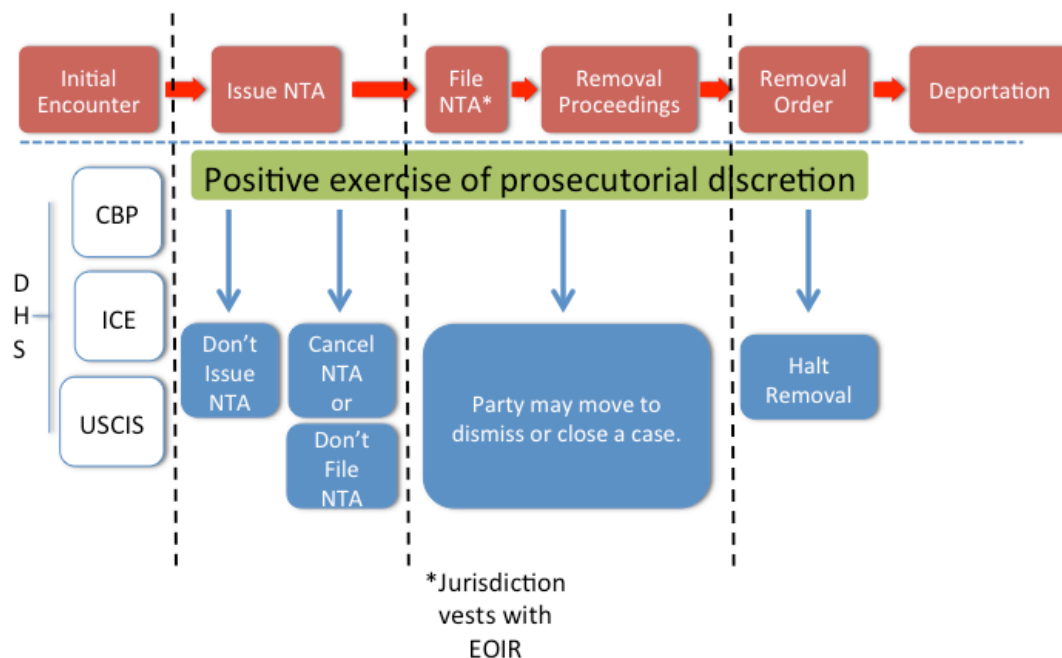 Initial
Encounter
Issue NTA
File
NTA*
Removal
Proceedings
Removal
Order
Deportation
Positive exercise of prosecutorial discretion
D
H
S
CBP
ICE
USCIS
Don’t
Issue
NTA
Cancel
NTA
or
Don’t
File
NTA
Party may move to
dismiss or close a case.
Halt
Removal
*Jurisdiction
vests with
EOIR